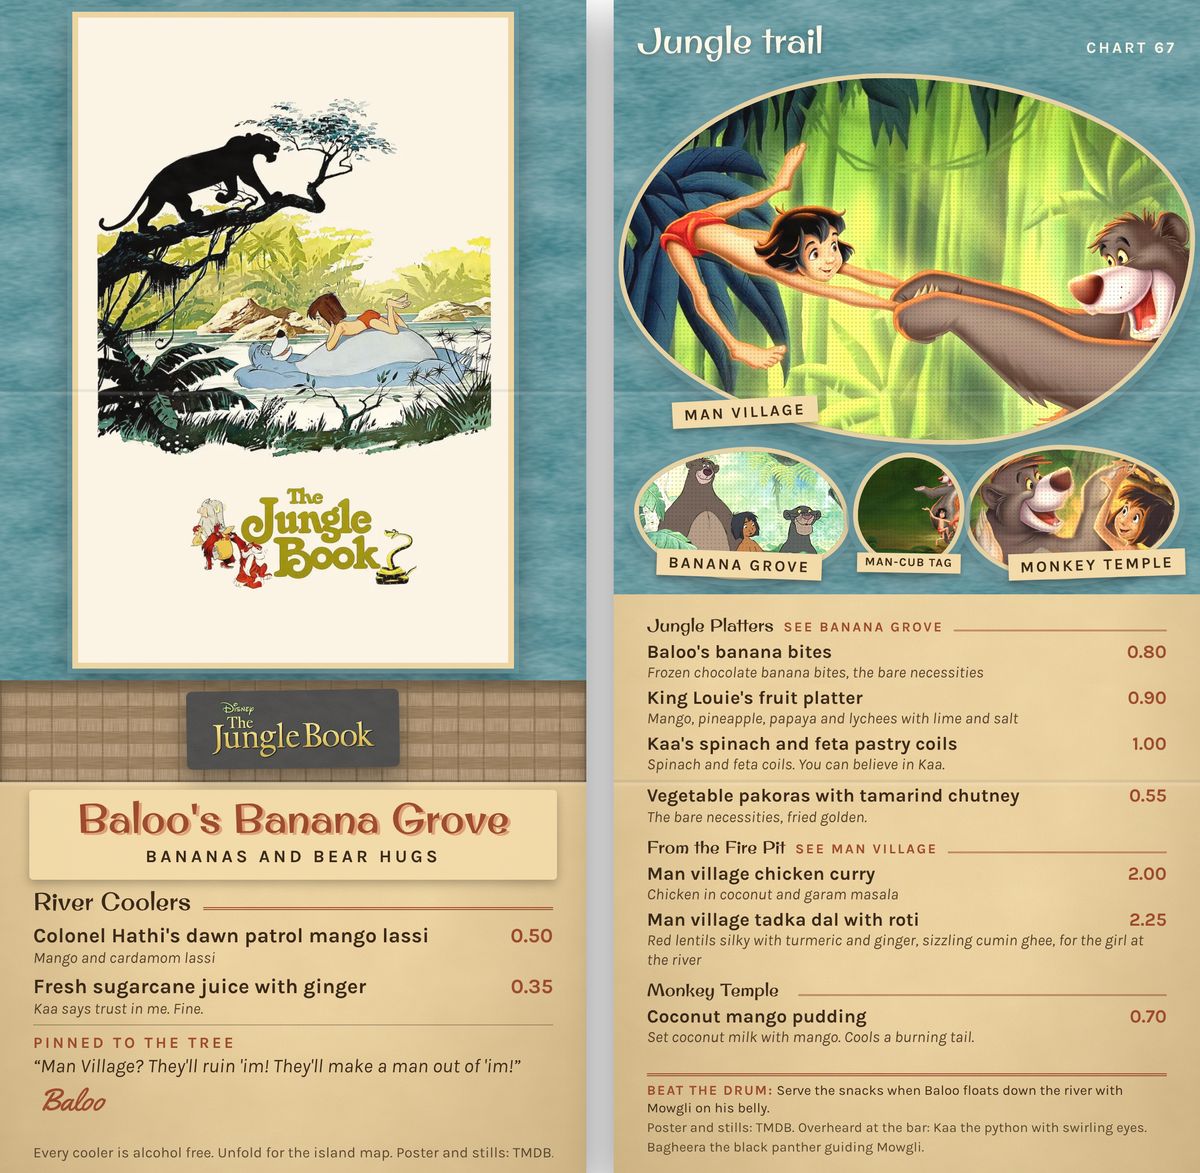 The
Jungle
Book
Disney
The
Jungle Book
Baloo's Banana Grove
BANANAS AND BEAR HUGS
River Coolers
Colonel Hathi's dawn patrol mango lassi 0.50
Mango and cardamom lassi
Fresh sugarcane juice with ginger 0.35
Kaa says trust in me. Fine.
PINNED TO THE TREE
“Man Village? They'll ruin 'im! They'll make a man out of 'im!”
Baloo
Every cooler is alcohol free. Unfold for the island map. Poster and stills: TMDB.
Jungle trail CHART 67
MAN VILLAGE
BANANA GROVE
MAN-CUB TAG
MONKEY TEMPLE
Jungle Platters SEE BANANA GROVE
Baloo's banana bites 0.80
Frozen chocolate banana bites, the bare necessities
King Louie's fruit platter 0.90
Mango, pineapple, papaya and lychees with lime and salt
Kaa's spinach and feta pastry coils 1.00
Spinach and feta coils. You can believe in Kaa.
Vegetable pakoras with tamarind chutney 0.55
The bare necessities, fried golden.
From the Fire Pit SEE MAN VILLAGE
Man village chicken curry 2.00
Chicken in coconut and garam masala
Man village tadka dal with roti 2.25
Red lentils silky with turmeric and ginger, sizzling cumin ghee, for the girl at
the river
Monkey Temple
Coconut mango pudding 0.70
Set coconut milk with mango. Cools a burning tail.
BEAT THE DRUM: Serve the snacks when Baloo floats down the river with
Mowgli on his belly.
Poster and stills: TMDB. Overheard at the bar: Kaa the python with swirling eyes.
Bagheera the black panther guiding Mowgli.